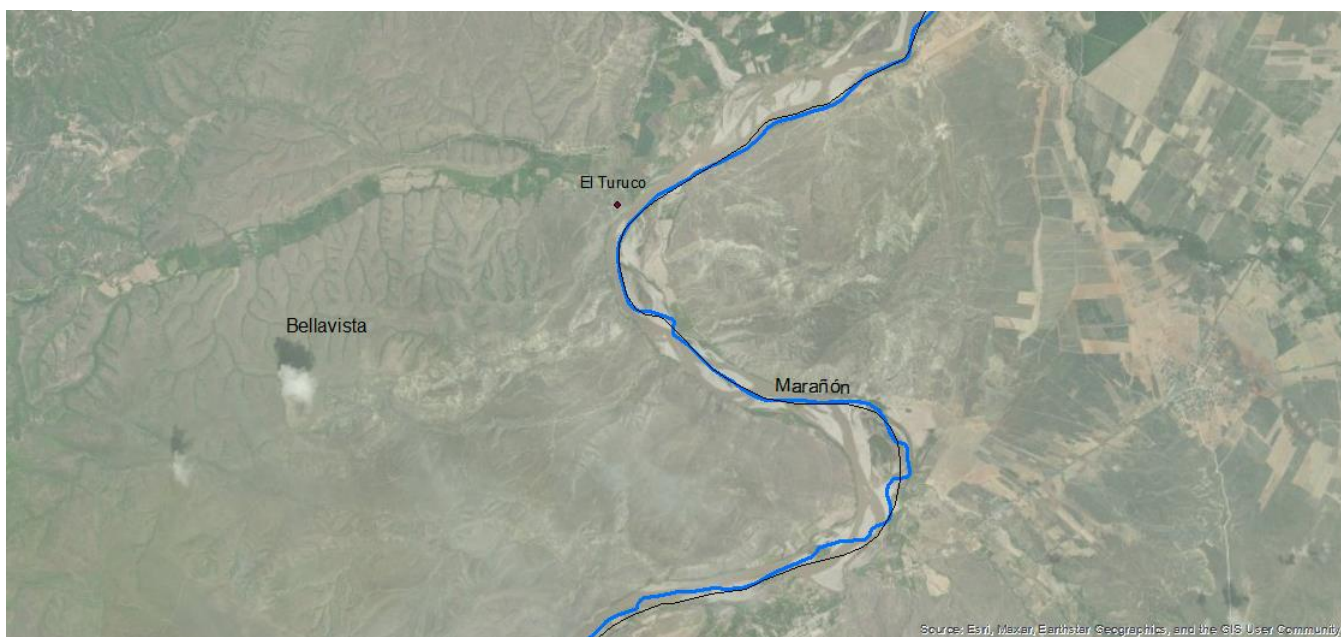 El Turuco
Bellavista
Marañón
Source: Esri, Maxar, Earthstar Geographics, and the GIS User Community